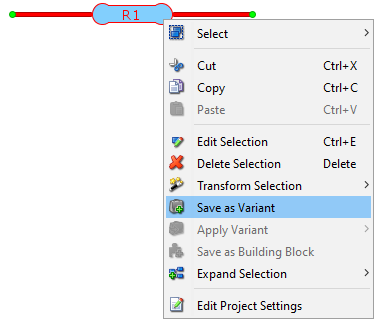 R1
Select
Cut Ctrl+X
Copy Ctrl+C
Paste Ctrl+V
Edit Selection Ctrl+E
Delete Selection Delete
Transform Selection
Save as Variant
Apply Variant
Save as Building Block
Expand Selection
Edit Project Settings